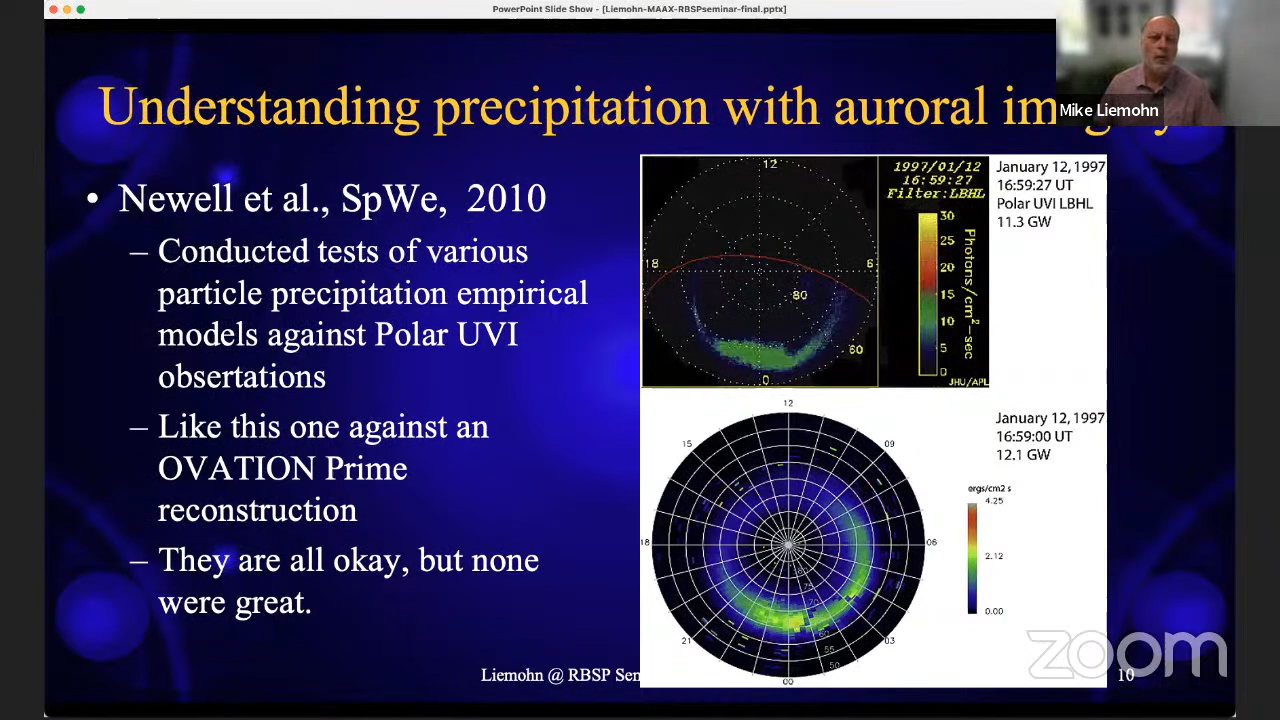 PowerPoint Slide Show - [Liemohn-MAAX-RBSPseminar-final.pptx]
Understanding precipitation with auroral
Mike Liemohn
• Newell et al., SpWe, 2010
– Conducted tests of various
particle precipitation empirical
models against Polar UVI
obsertations
– Like this one against an
OVATION Prime
reconstruction
– They are all okay, but none
were great.
12
18
6
80
60
0
1997/01/12
16:59:27
Filter:LBHL
30
25
20
15
10
5
0
Photons/cm²-sec
JHU/APL
January 12, 1997
16:59:27 UT
Polar UVI LBHL
11.3 GW
12
15
09
18
06
21
03
00
55
50
January 12, 1997
16:59:00 UT
12.1 GW
ergs/cm2 s
4.25
2.12
0.00
Liemohn @ RBSP
10
zoom